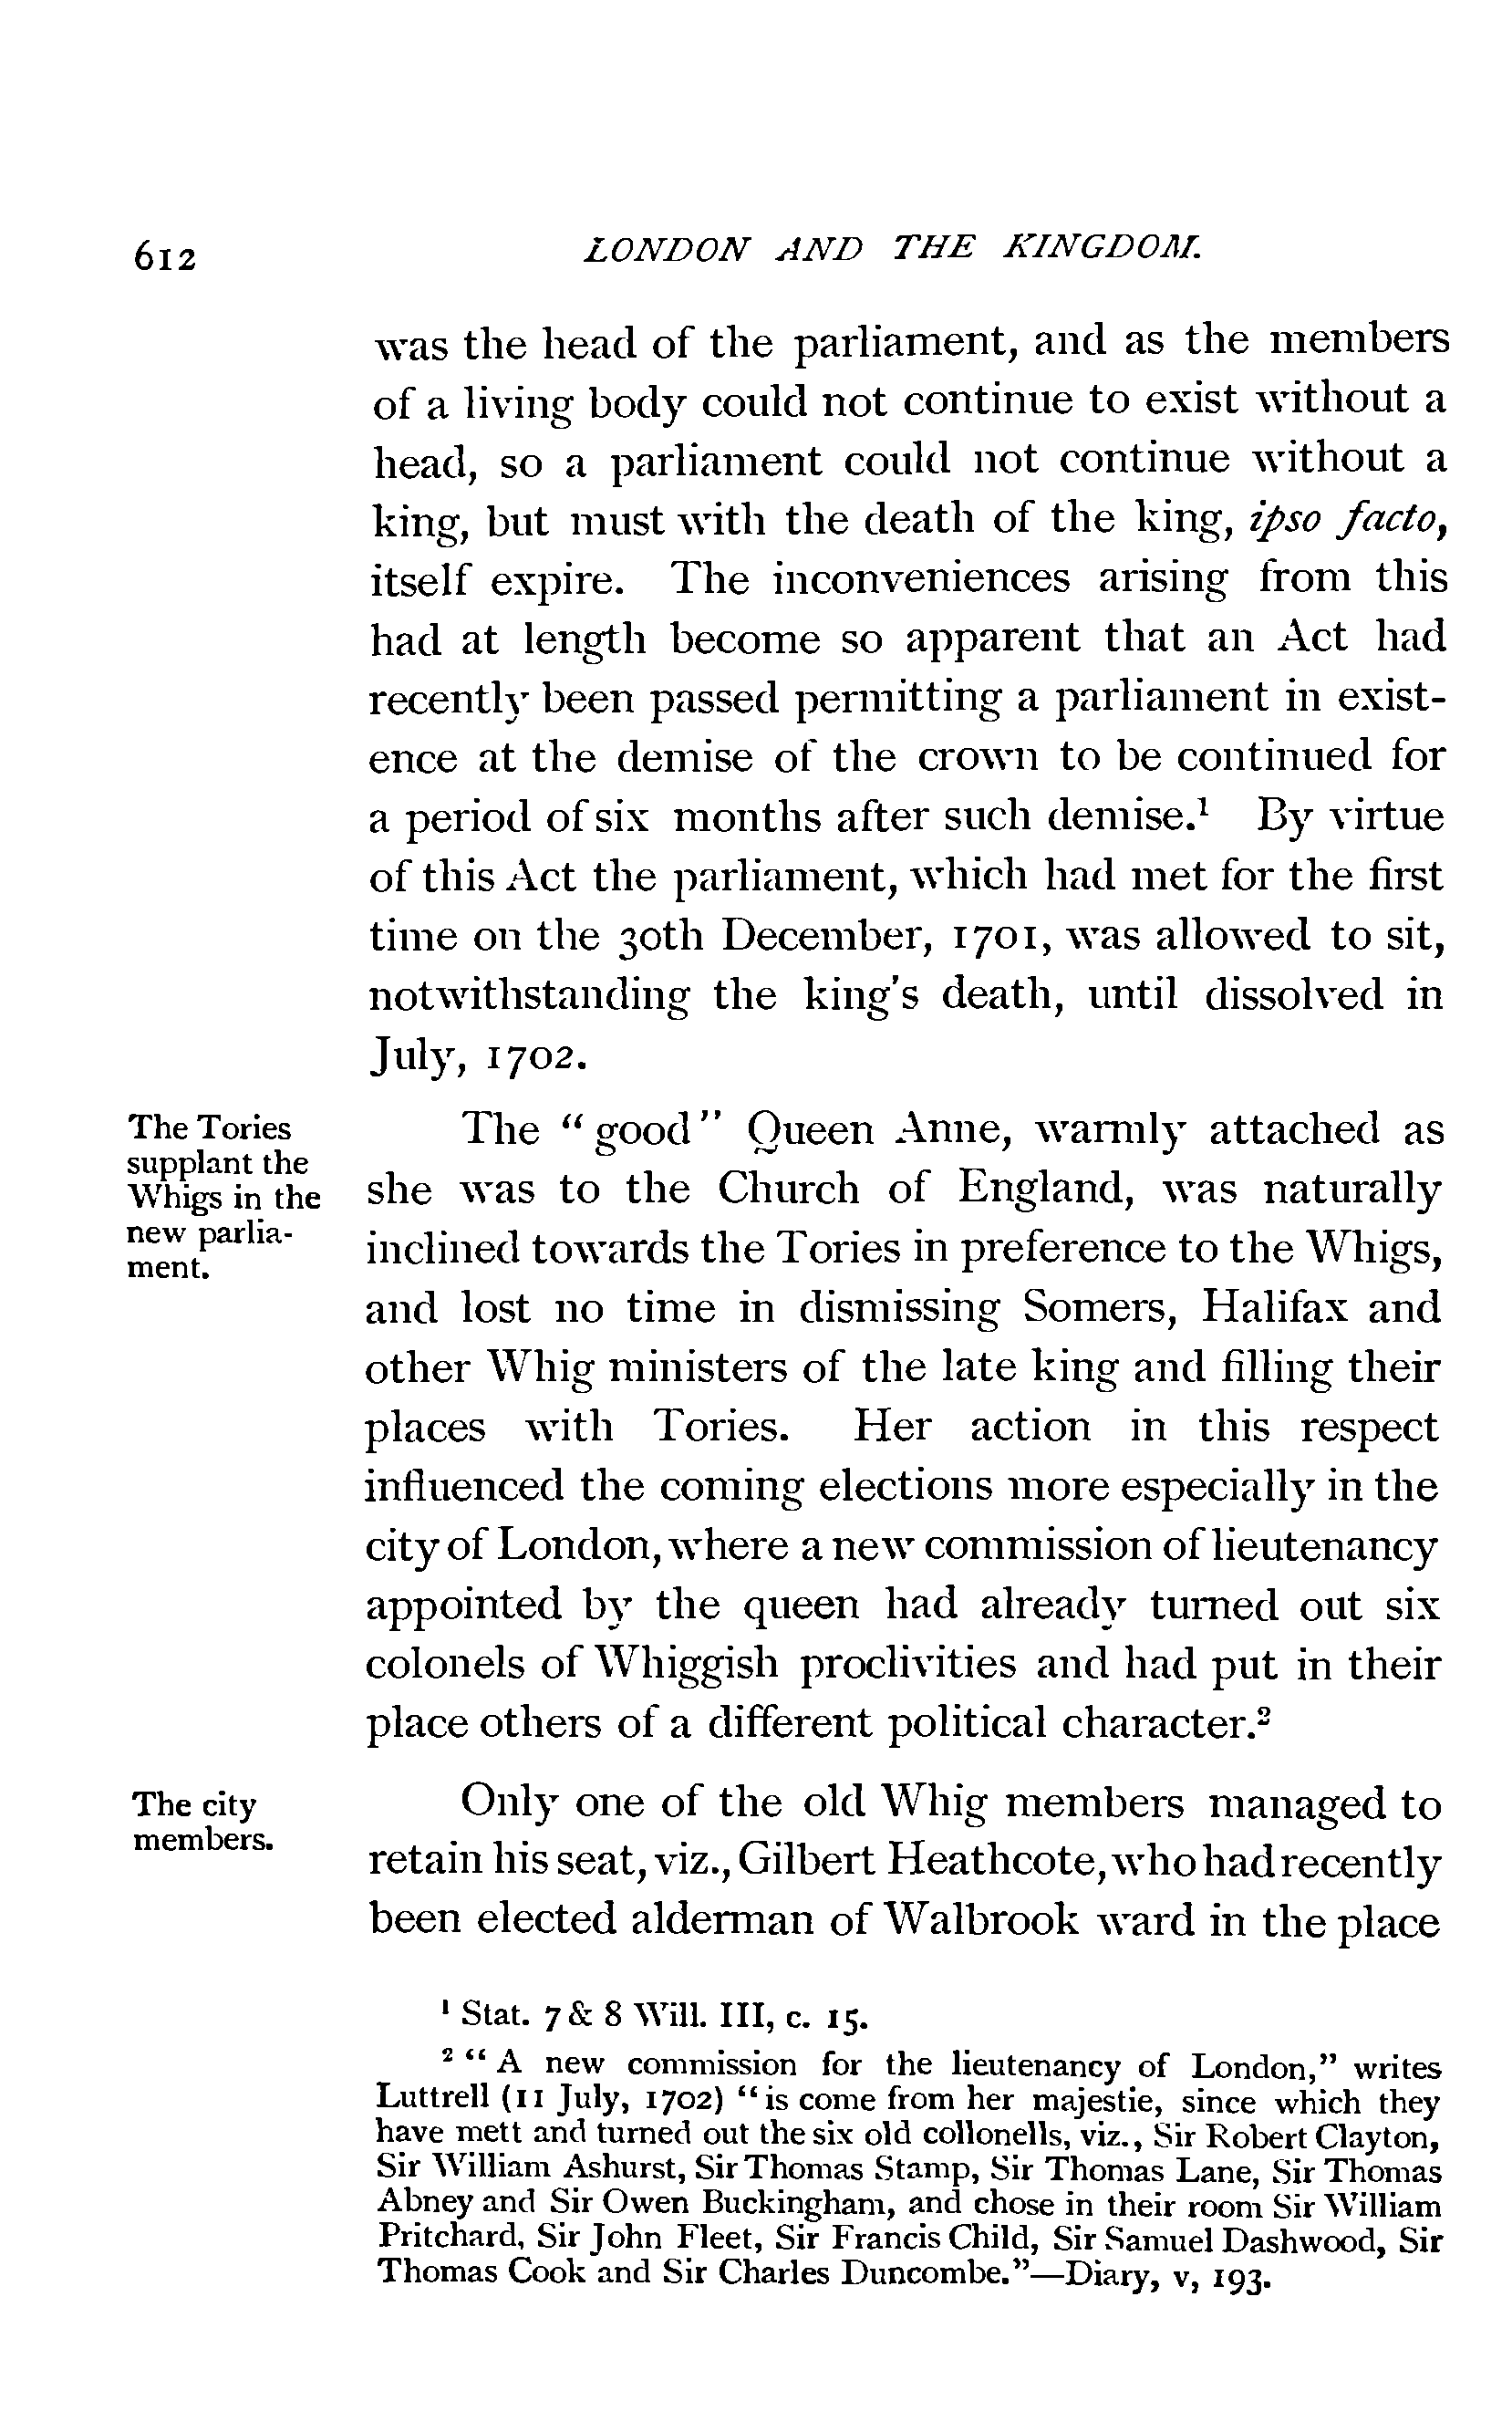 612 LONDON AND THE KINGDOM.
was the head of the parliament, and as the members
of a living body could not continue to exist without a
head, so a parliament could not continue without a
king, but must with the death of the king, ipso facto,
itself expire. The inconveniences arising from this
had at length become so apparent that an Act had
recently been passed permitting a parliament in exist-
ence at the demise of the crown to be continued for
a period of six months after such demise.¹ By virtue
of this Act the parliament, which had met for the first
time on the 30th December, 1701, was allowed to sit,
notwithstanding the king's death, until dissolved in
July, 1702.
The Tories
supplant the
Whigs in the
new parlia-
ment.
The "good" Queen Anne, warmly attached as
she was to the Church of England, was naturally
inclined towards the Tories in preference to the Whigs,
and lost no time in dismissing Somers, Halifax and
other Whig ministers of the late king and filling their
places with Tories. Her action in this respect
influenced the coming elections more especially in the
city of London, where a new commission of lieutenancy
appointed by the queen had already turned out six
colonels of Whiggish proclivities and had put in their
place others of a different political character.²
The city
members.
Only one of the old Whig members managed to
retain his seat, viz., Gilbert Heathcote, who had recently
been elected alderman of Walbrook ward in the place
¹ Stat. 7 & 8 Will. III, c. 15.
² "A new commission for the lieutenancy of London," writes
Luttrell (11 July, 1702) "is come from her majestie, since which they
have mett and turned out the six old collonells, viz., Sir Robert Clayton,
Sir William Ashurst, Sir Thomas Stamp, Sir Thomas Lane, Sir Thomas
Abney and Sir Owen Buckingham, and chose in their room Sir William
Pritchard, Sir John Fleet, Sir Francis Child, Sir Samuel Dashwood, Sir
Thomas Cook and Sir Charles Duncombe."—Diary, v, 193.